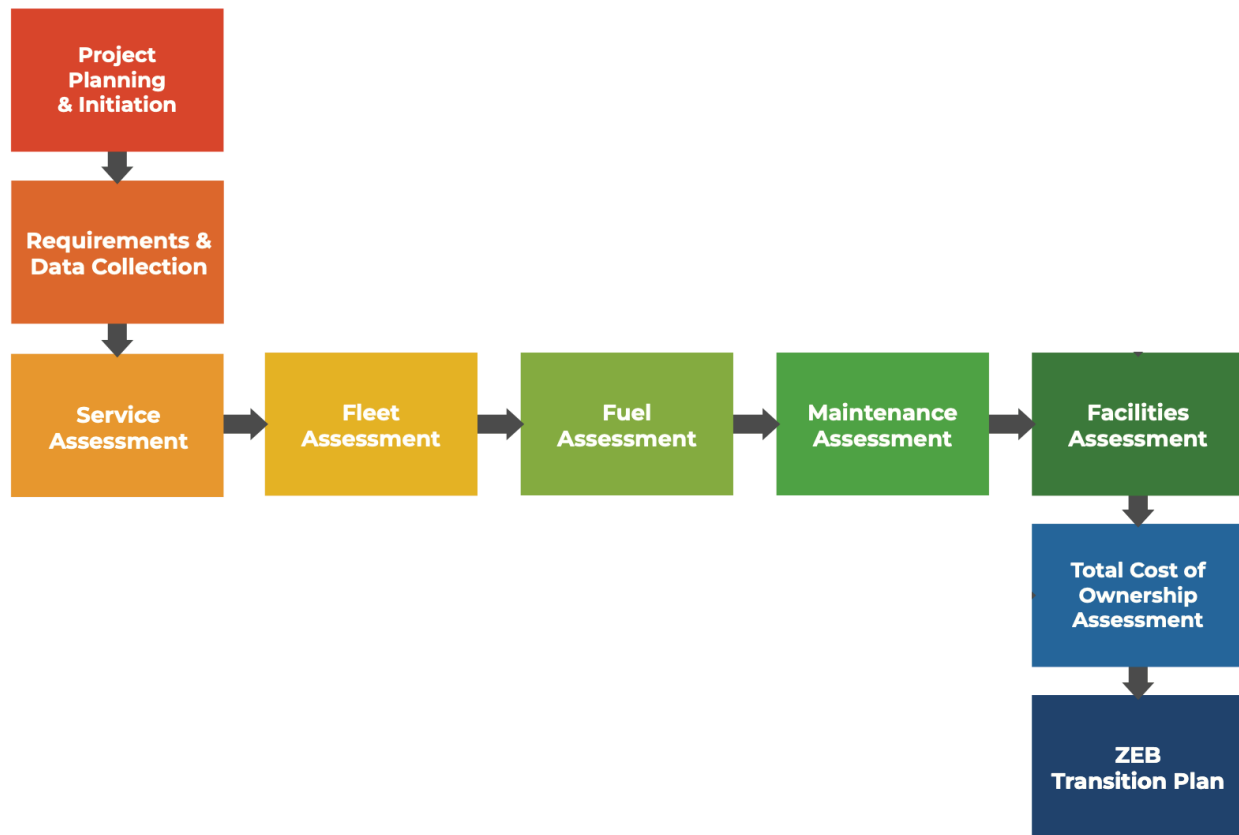 Project
Planning
& Initiation
Requirements &
Data Collection
Service
Assessment
Fleet
Assessment
Fuel
Assessment
Maintenance
Assessment
Facilities
Assessment
Total Cost of
Ownership
Assessment
ZEB
Transition Plan